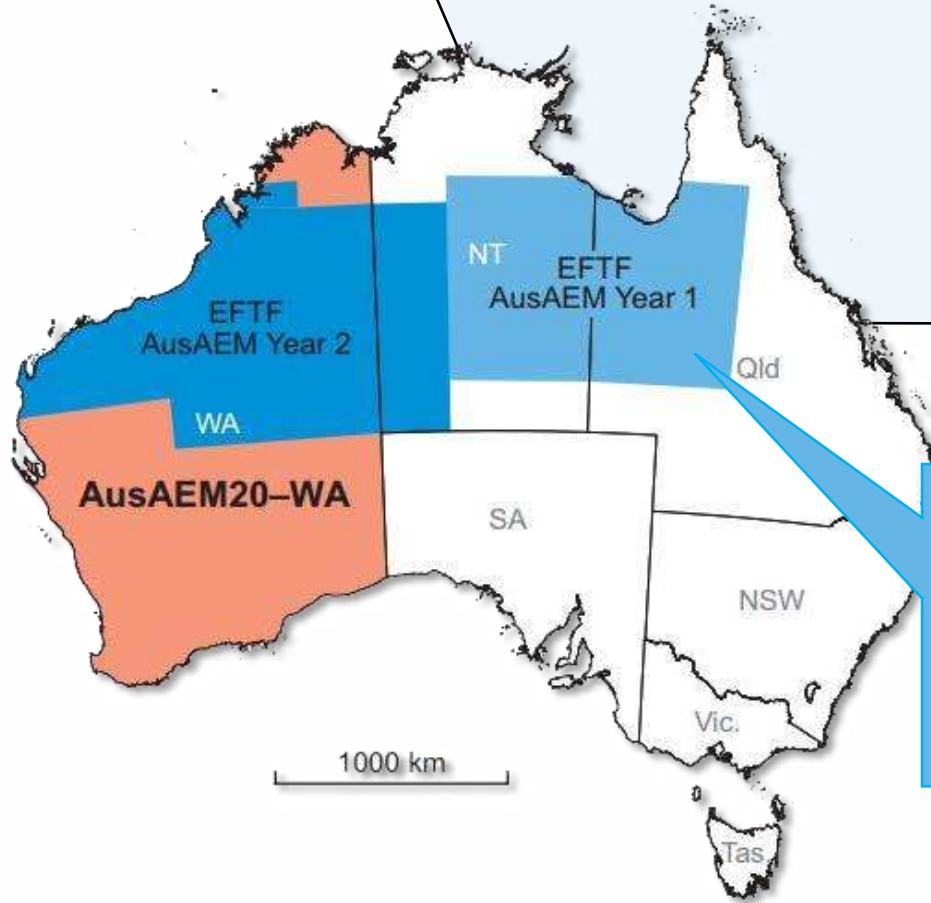 NT
EFTF
AusAEM Year 1
EFTF
AusAEM Year 2
Qld
WA
AusAEM20–WA
SA
NSW
Vic.
1000 km
Tas.